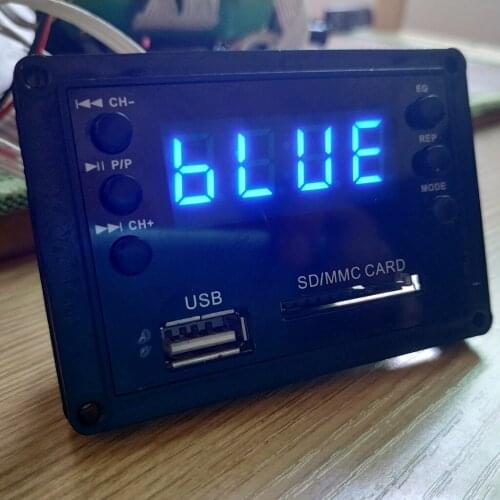 CH-
EQ
bLUE
P/P
REP
MODE
CH+
SD/MMC CARD
USB